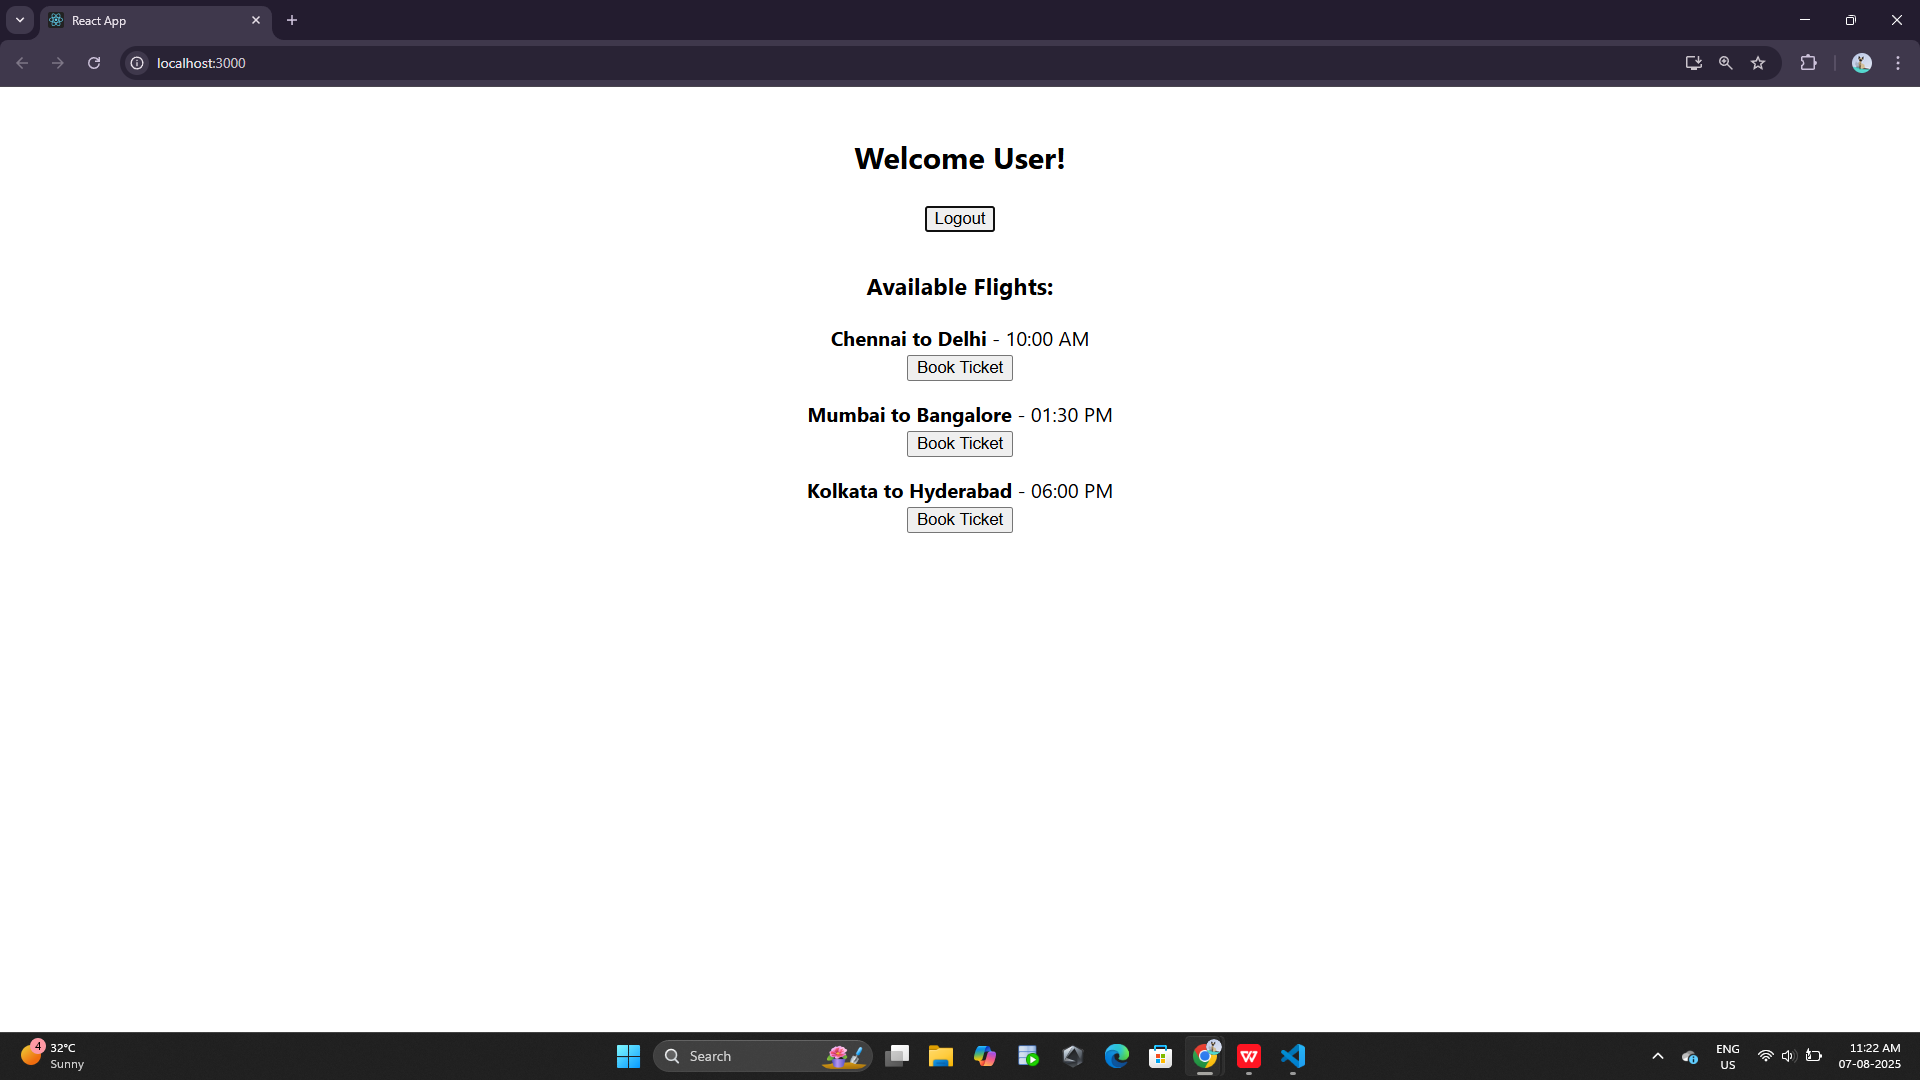 React App
localhost:3000
Welcome User!
Logout
Available Flights:
Chennai to Delhi - 10:00 AM
Book Ticket
Mumbai to Bangalore - 01:30 PM
Book Ticket
Kolkata to Hyderabad - 06:00 PM
Book Ticket
4
32°C
Sunny
Search
W
ENG
US
11:22 AM
07-08-2025